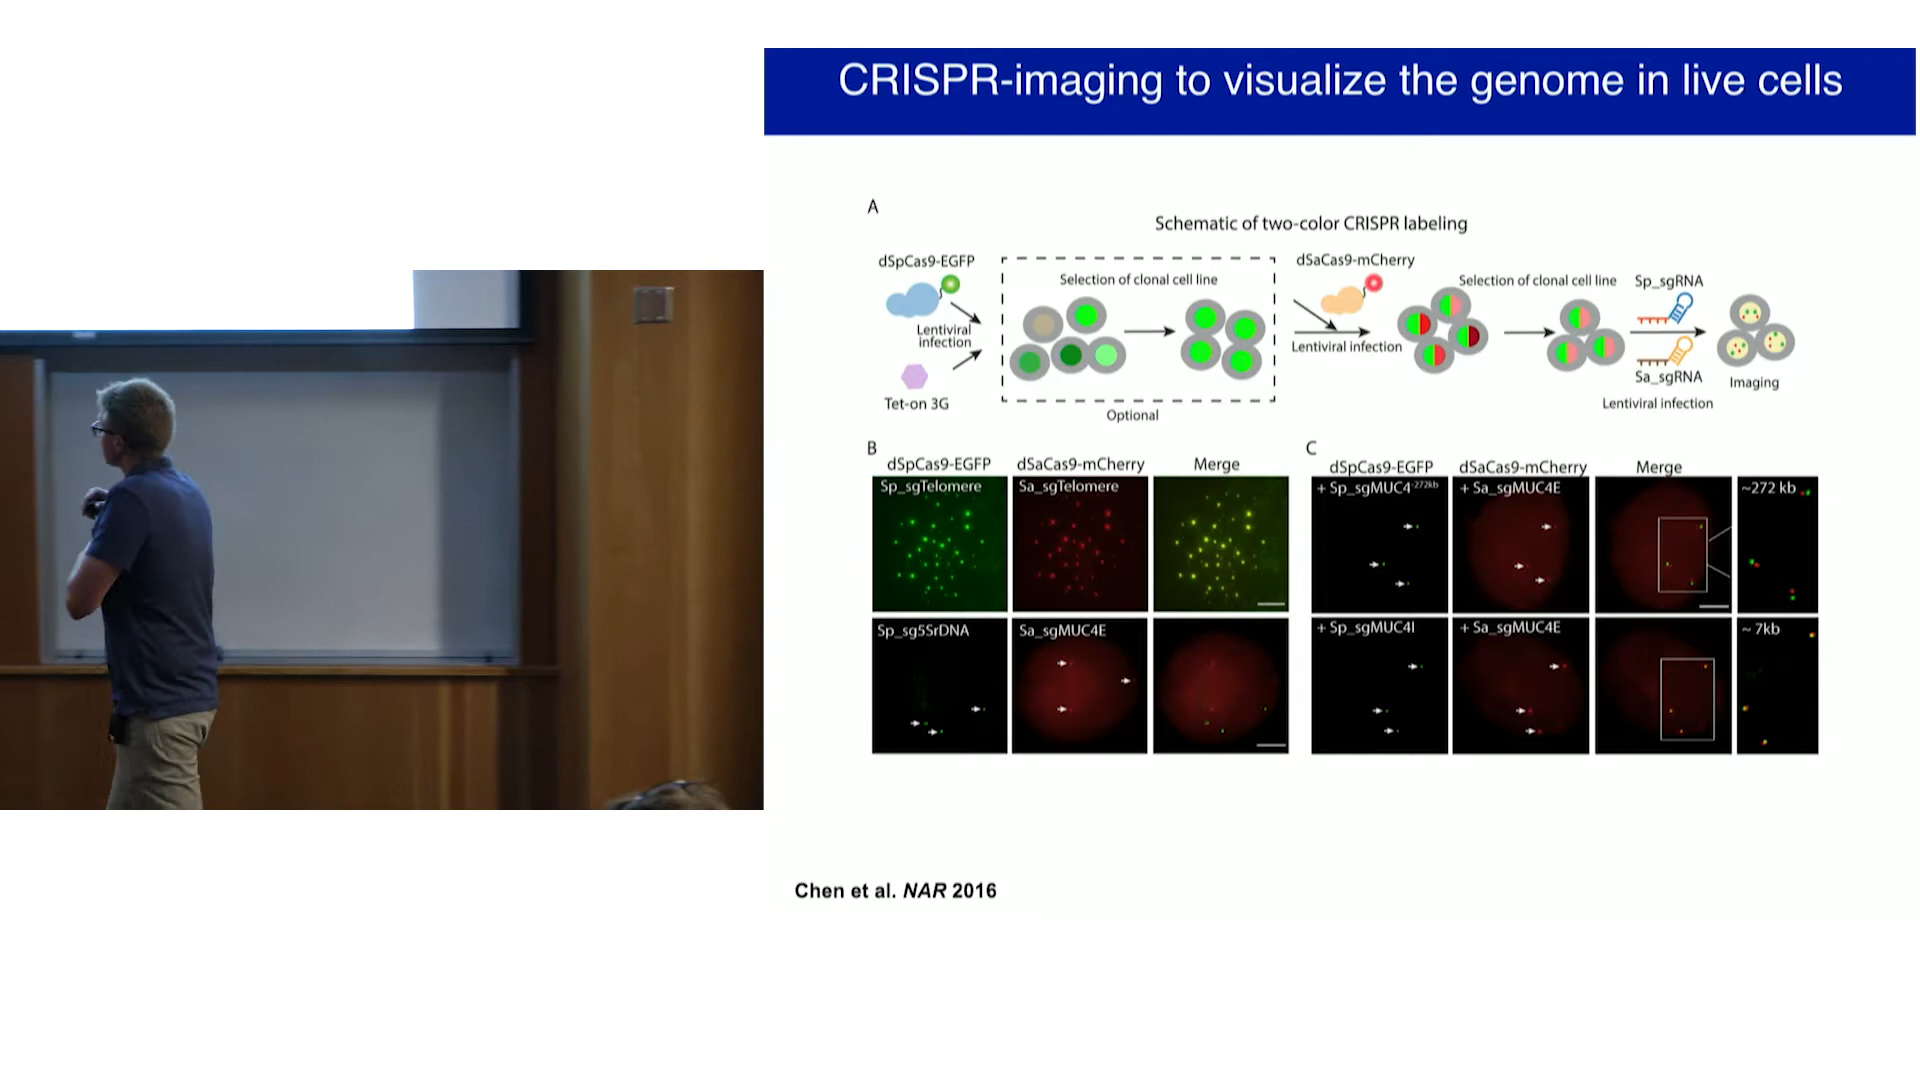 CRISPR-imaging to visualize the genome in live cells
A
Schematic of two-color CRISPR labeling
dSpCas9-EGFP
Lentiviral
infection
Tet-on 3G
Selection of clonal cell line
Optional
dSaCas9-mCherry
Lentiviral infection
Selection of clonal cell line
Sp_sgRNA
Sa_sgRNA
Lentiviral infection
Imaging
B
dSpCas9-EGFP dSaCas9-mCherry Merge
Sp_sgTelomere Sa_sgTelomere
Sp_sg5SrDNA Sa_sgMUC4E
C
dSpCas9-EGFP dSaCas9-mCherry Merge
+ Sp_sgMUC4-272kb + Sa_sgMUC4E ~272 kb
+ Sp_sgMUC4I + Sa_sgMUC4E ~ 7kb
Chen et al. NAR 2016